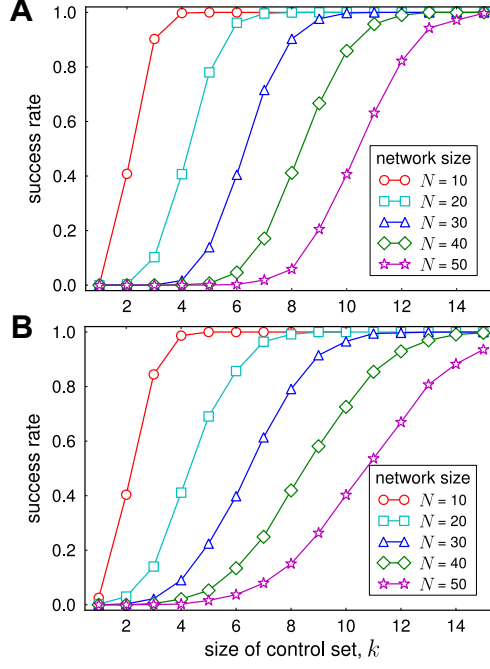 A
1.0
0.8
0.6
0.4
0.2
0.0
success rate
network size
N = 10
N = 20
N = 30
N = 40
N = 50
2 4 6 8 10 12 14
B
1.0
0.8
0.6
0.4
0.2
0.0
success rate
network size
N = 10
N = 20
N = 30
N = 40
N = 50
2 4 6 8 10 12 14
size of control set, k